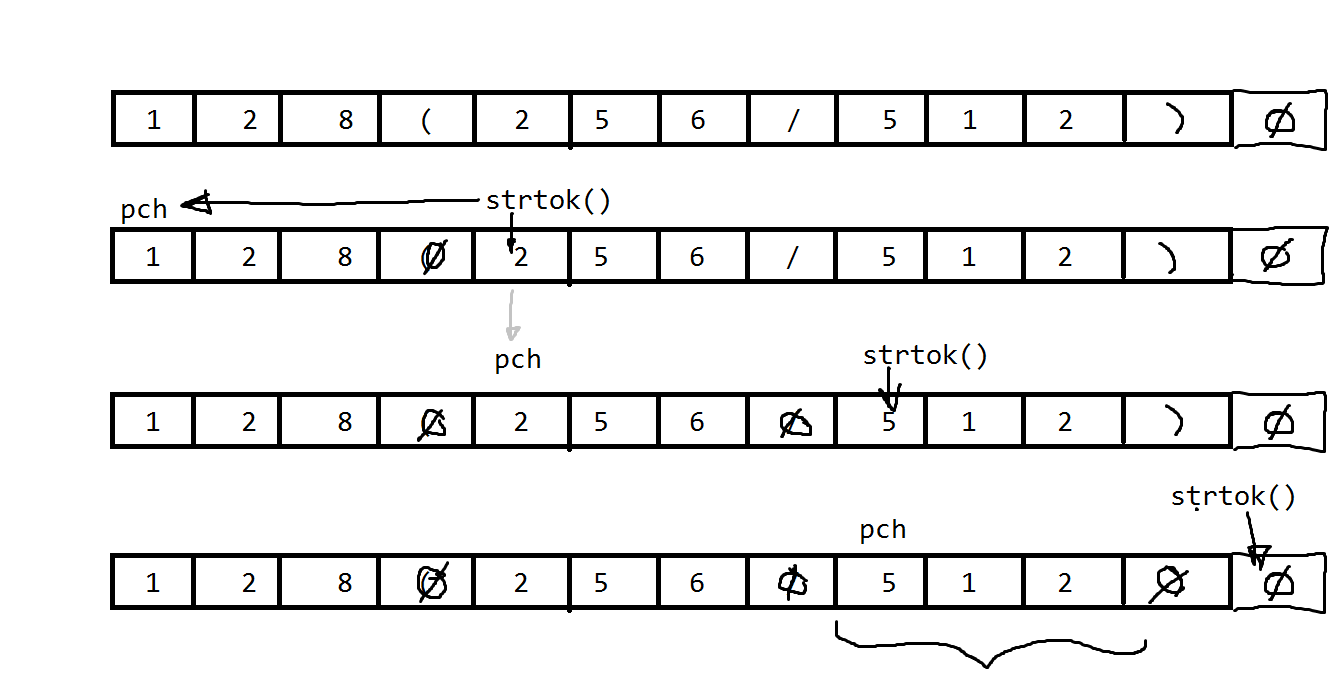 1 2 8 ( 2 5 6 / 5 1 2 ) Ø
pch strtok()
1 2 8 Ø 2 5 6 / 5 1 2 ) Ø
pch strtok()
1 2 8 Ø 2 5 6 Ø 5 1 2 ) Ø
pch strtok()
1 2 8 Ø 2 5 6 Ø 5 1 2 Ø Ø